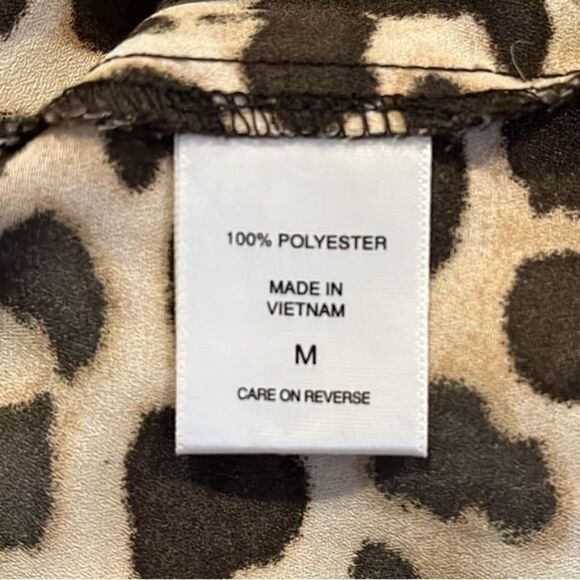 100% POLYESTER
MADE IN
VIETNAM
M
CARE ON REVERSE